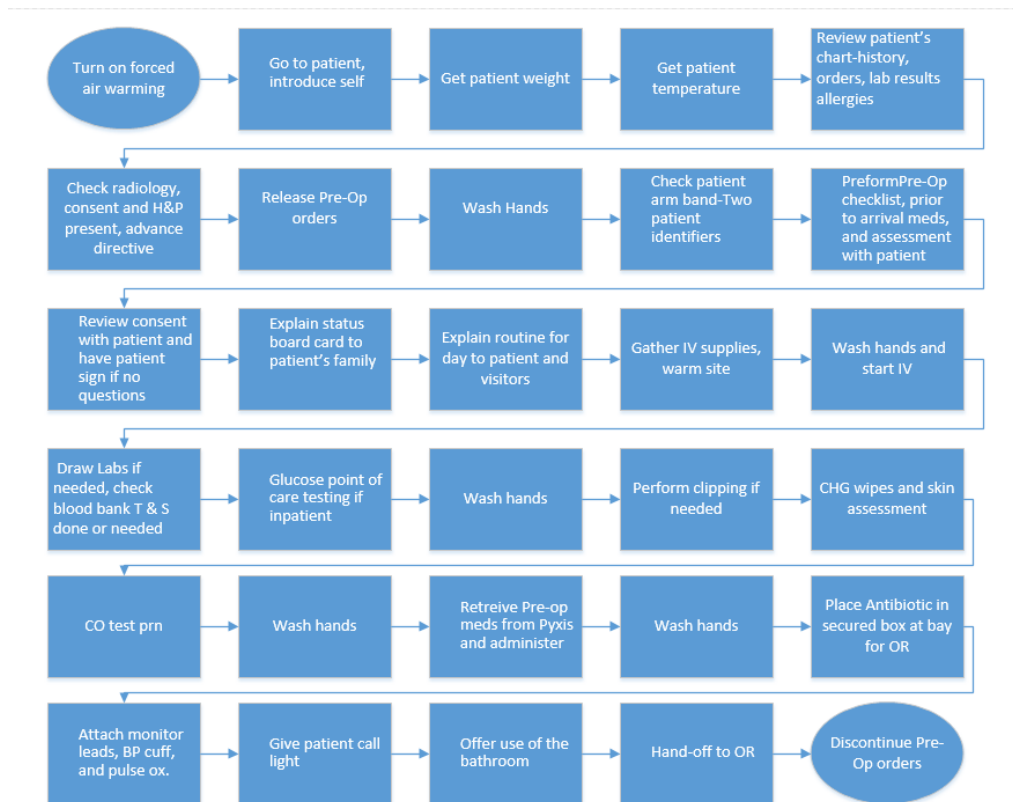 Turn on forced
air warming
Go to patient,
introduce self
Get patient weight
Get patient
temperature
Review patient's
chart-history,
orders, lab results
allergies
Check radiology,
consent and H&P
present, advance
directive
Release Pre-Op
orders
Wash Hands
Check patient
arm band-Two
patient
identifiers
PreformPre-Op
checklist, prior
to arrival meds,
and assessment
with patient
Review consent
with patient and
have patient
sign if no
questions
Explain status
board card to
patient's family
Explain routine for
day to patient and
visitors
Gather IV supplies,
warm site
Wash hands and
start IV
Draw Labs if
needed, check
blood bank T & S
done or needed
Glucose point of
care testing if
inpatient
Wash hands
Perform clipping if
needed
CHG wipes and skin
assessment
CO test prn
Wash hands
Retreive Pre-op
meds from Pyxis
and administer
Wash hands
Place Antibiotic in
secured box at bay
for OR
Attach monitor
leads, BP cuff,
and pulse ox.
Give patient call
light
Offer use of the
bathroom
Hand-off to OR
Discontinue Pre-
Op orders